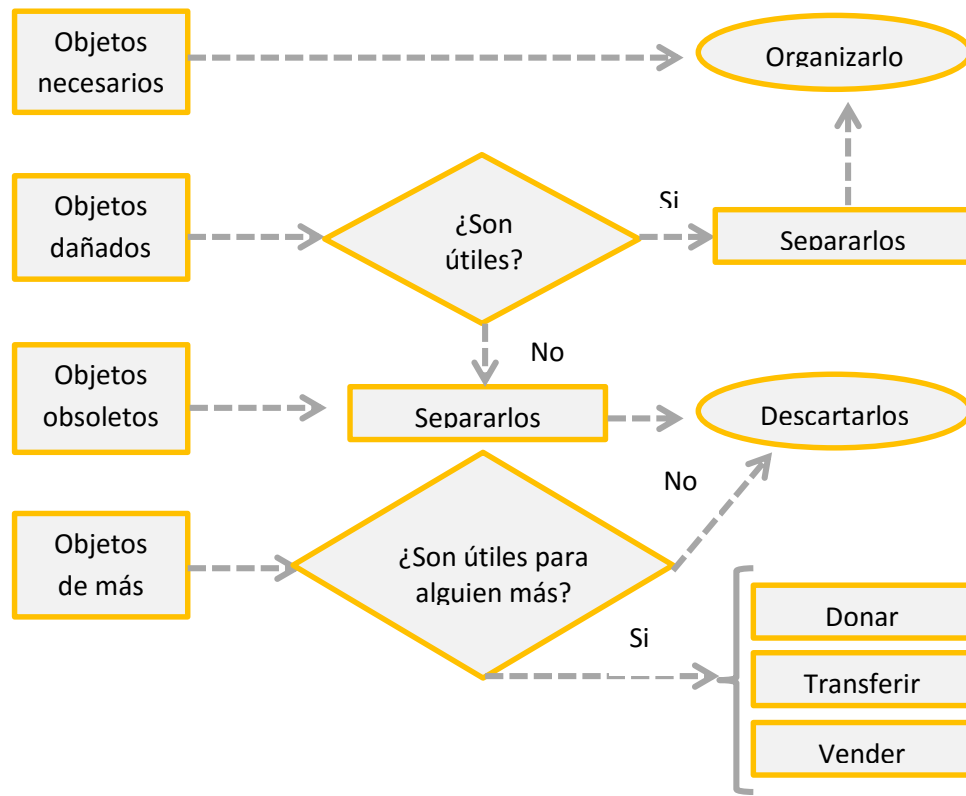 Objetos
necesarios
Organizarlo
Objetos
dañados
¿Son
útiles?
Si
Separarlos
No
Objetos
obsoletos
Separarlos
Descartarlos
No
Objetos
de más
¿Son útiles para
alguien más?
Si
Donar
Transferir
Vender